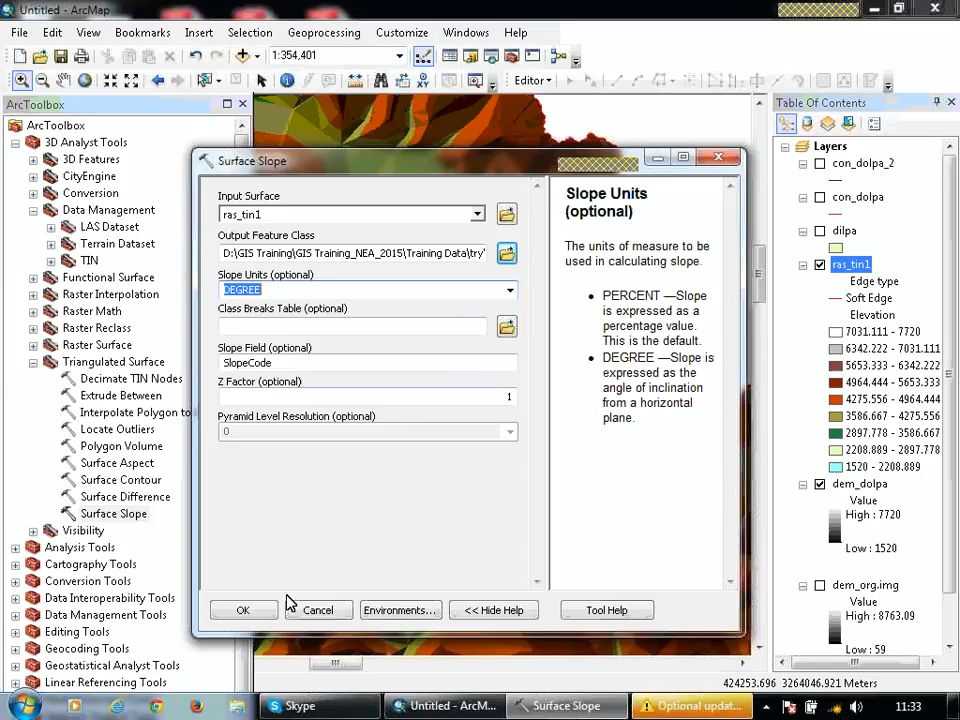 Untitled - ArcMap
File Edit View Bookmarks Insert Selection Geoprocessing Customize Windows Help
1:354,401
Editor
ArcToolbox
ArcToolbox
3D Analyst Tools
3D Features
CityEngine
Conversion
Data Management
LAS Dataset
Terrain Dataset
TIN
Functional Surface
Raster Interpolation
Raster Math
Raster Reclass
Raster Surface
Triangulated Surface
Decimate TIN Nodes
Extrude Between
Interpolate Polygon to
Locate Outliers
Polygon Volume
Surface Aspect
Surface Contour
Surface Difference
Surface Slope
Visibility
Analysis Tools
Cartography Tools
Conversion Tools
Data Interoperability Tools
Data Management Tools
Editing Tools
Geocoding Tools
Geostatistical Analyst Tools
Linear Referencing Tools
Surface Slope
Input Surface
ras_tin1
Output Feature Class
D:\GIS Training\GIS Training_NEA_2015\Training Data\try'
Slope Units (optional)
DEGREE
Class Breaks Table (optional)
Slope Field (optional)
SlopeCode
Z Factor (optional)
1
Pyramid Level Resolution (optional)
0
OK Cancel Environments... << Hide Help Tool Help
Slope Units
(optional)
The units of measure to be
used in calculating slope.
PERCENT —Slope
is expressed as a
percentage value.
This is the default.
DEGREE —Slope is
expressed as the
angle of inclination
from a horizontal
plane.
Table Of Contents
Layers
con_dolpa_2
con_dolpa
dilpa
ras_tin1
Edge type
Soft Edge
Elevation
7031.111 - 7720
6342.222 - 7031.111
5653.333 - 6342.222
4964.444 - 5653.333
4275.556 - 4964.444
3586.667 - 4275.556
2897.778 - 3586.667
2208.889 - 2897.778
1520 - 2208.889
dem_dolpa
Value
High : 7720
Low : 1520
dem_org.img
Value
High : 8763.09
Low : 59
424253.696 3264046.921 Meters
Skype
Untitled - ArcM...
Surface Slope
Optional updat...
11:33